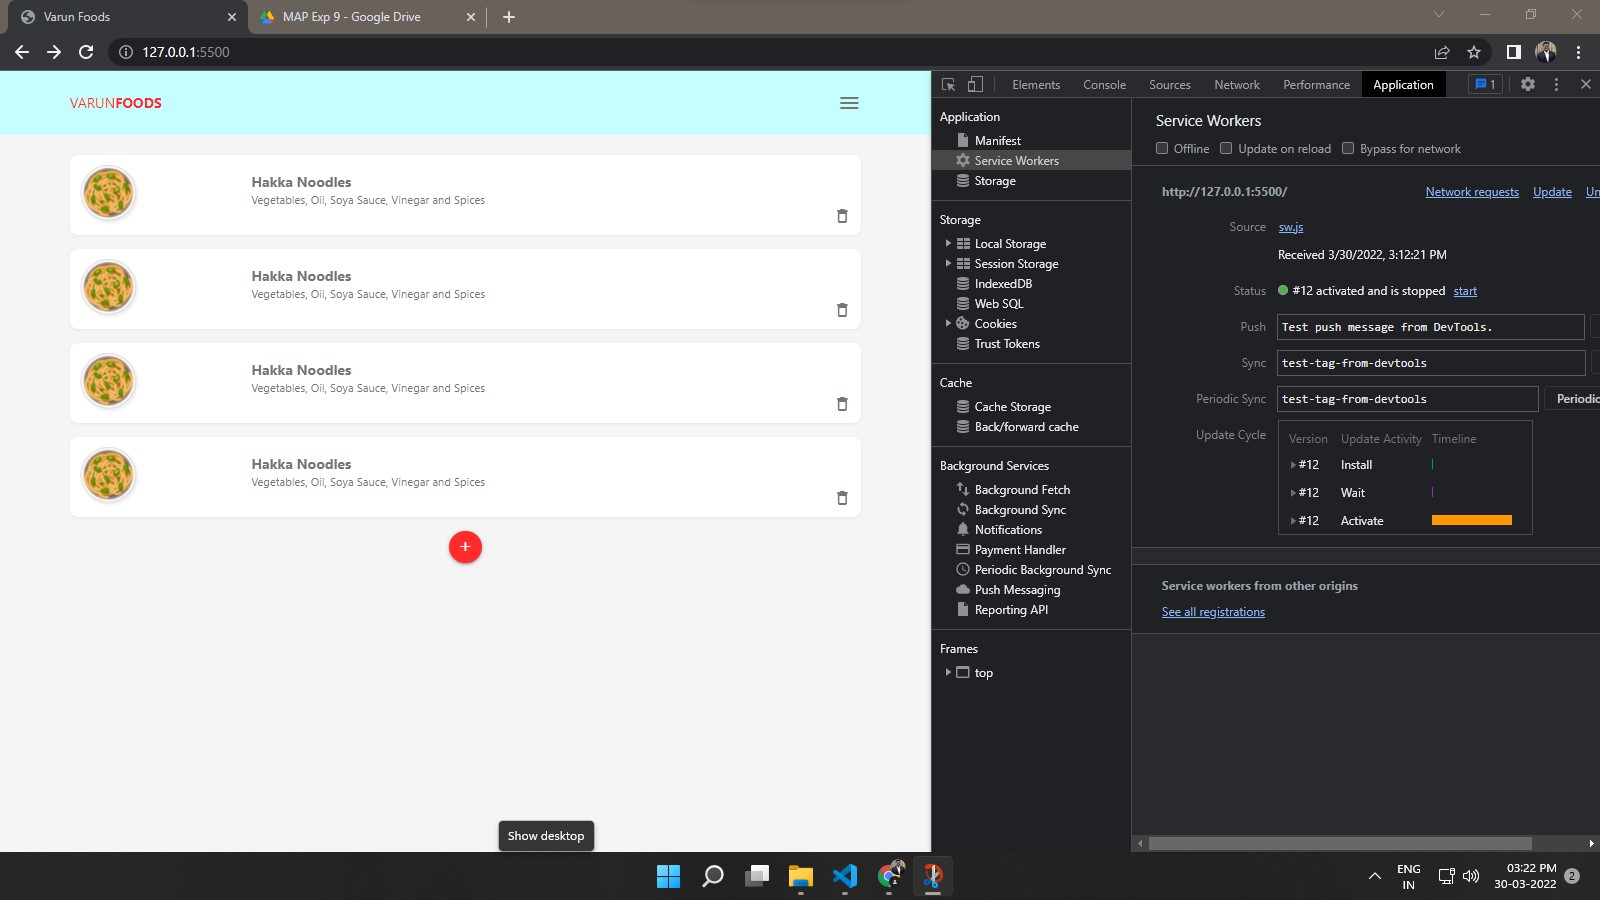 Varun Foods
MAP Exp 9 - Google Drive
127.0.0.1:5500
VARUNFOODS
Hakka Noodles
Vegetables, Oil, Soya Sauce, Vinegar and Spices
Hakka Noodles
Vegetables, Oil, Soya Sauce, Vinegar and Spices
Hakka Noodles
Vegetables, Oil, Soya Sauce, Vinegar and Spices
Hakka Noodles
Vegetables, Oil, Soya Sauce, Vinegar and Spices
+
Show desktop
Elements Console Sources Network Performance Application 1
Application
Manifest
Service Workers
Storage
Storage
Local Storage
Session Storage
IndexedDB
Web SQL
Cookies
Trust Tokens
Cache
Cache Storage
Back/forward cache
Background Services
Background Fetch
Background Sync
Notifications
Payment Handler
Periodic Background Sync
Push Messaging
Reporting API
Frames
top
Service Workers
Offline Update on reload Bypass for network
http://127.0.0.1:5500/ Network requests Update Un
Source sw.js
Received 3/30/2022, 3:12:21 PM
Status #12 activated and is stopped start
Push Test push message from DevTools.
Sync test-tag-from-devtools
Periodic Sync test-tag-from-devtools Periodic
Update Cycle Version Update Activity Timeline
#12 Install
#12 Wait
#12 Activate
Service workers from other origins
See all registrations
ENG
IN
03:22 PM
30-03-2022
2